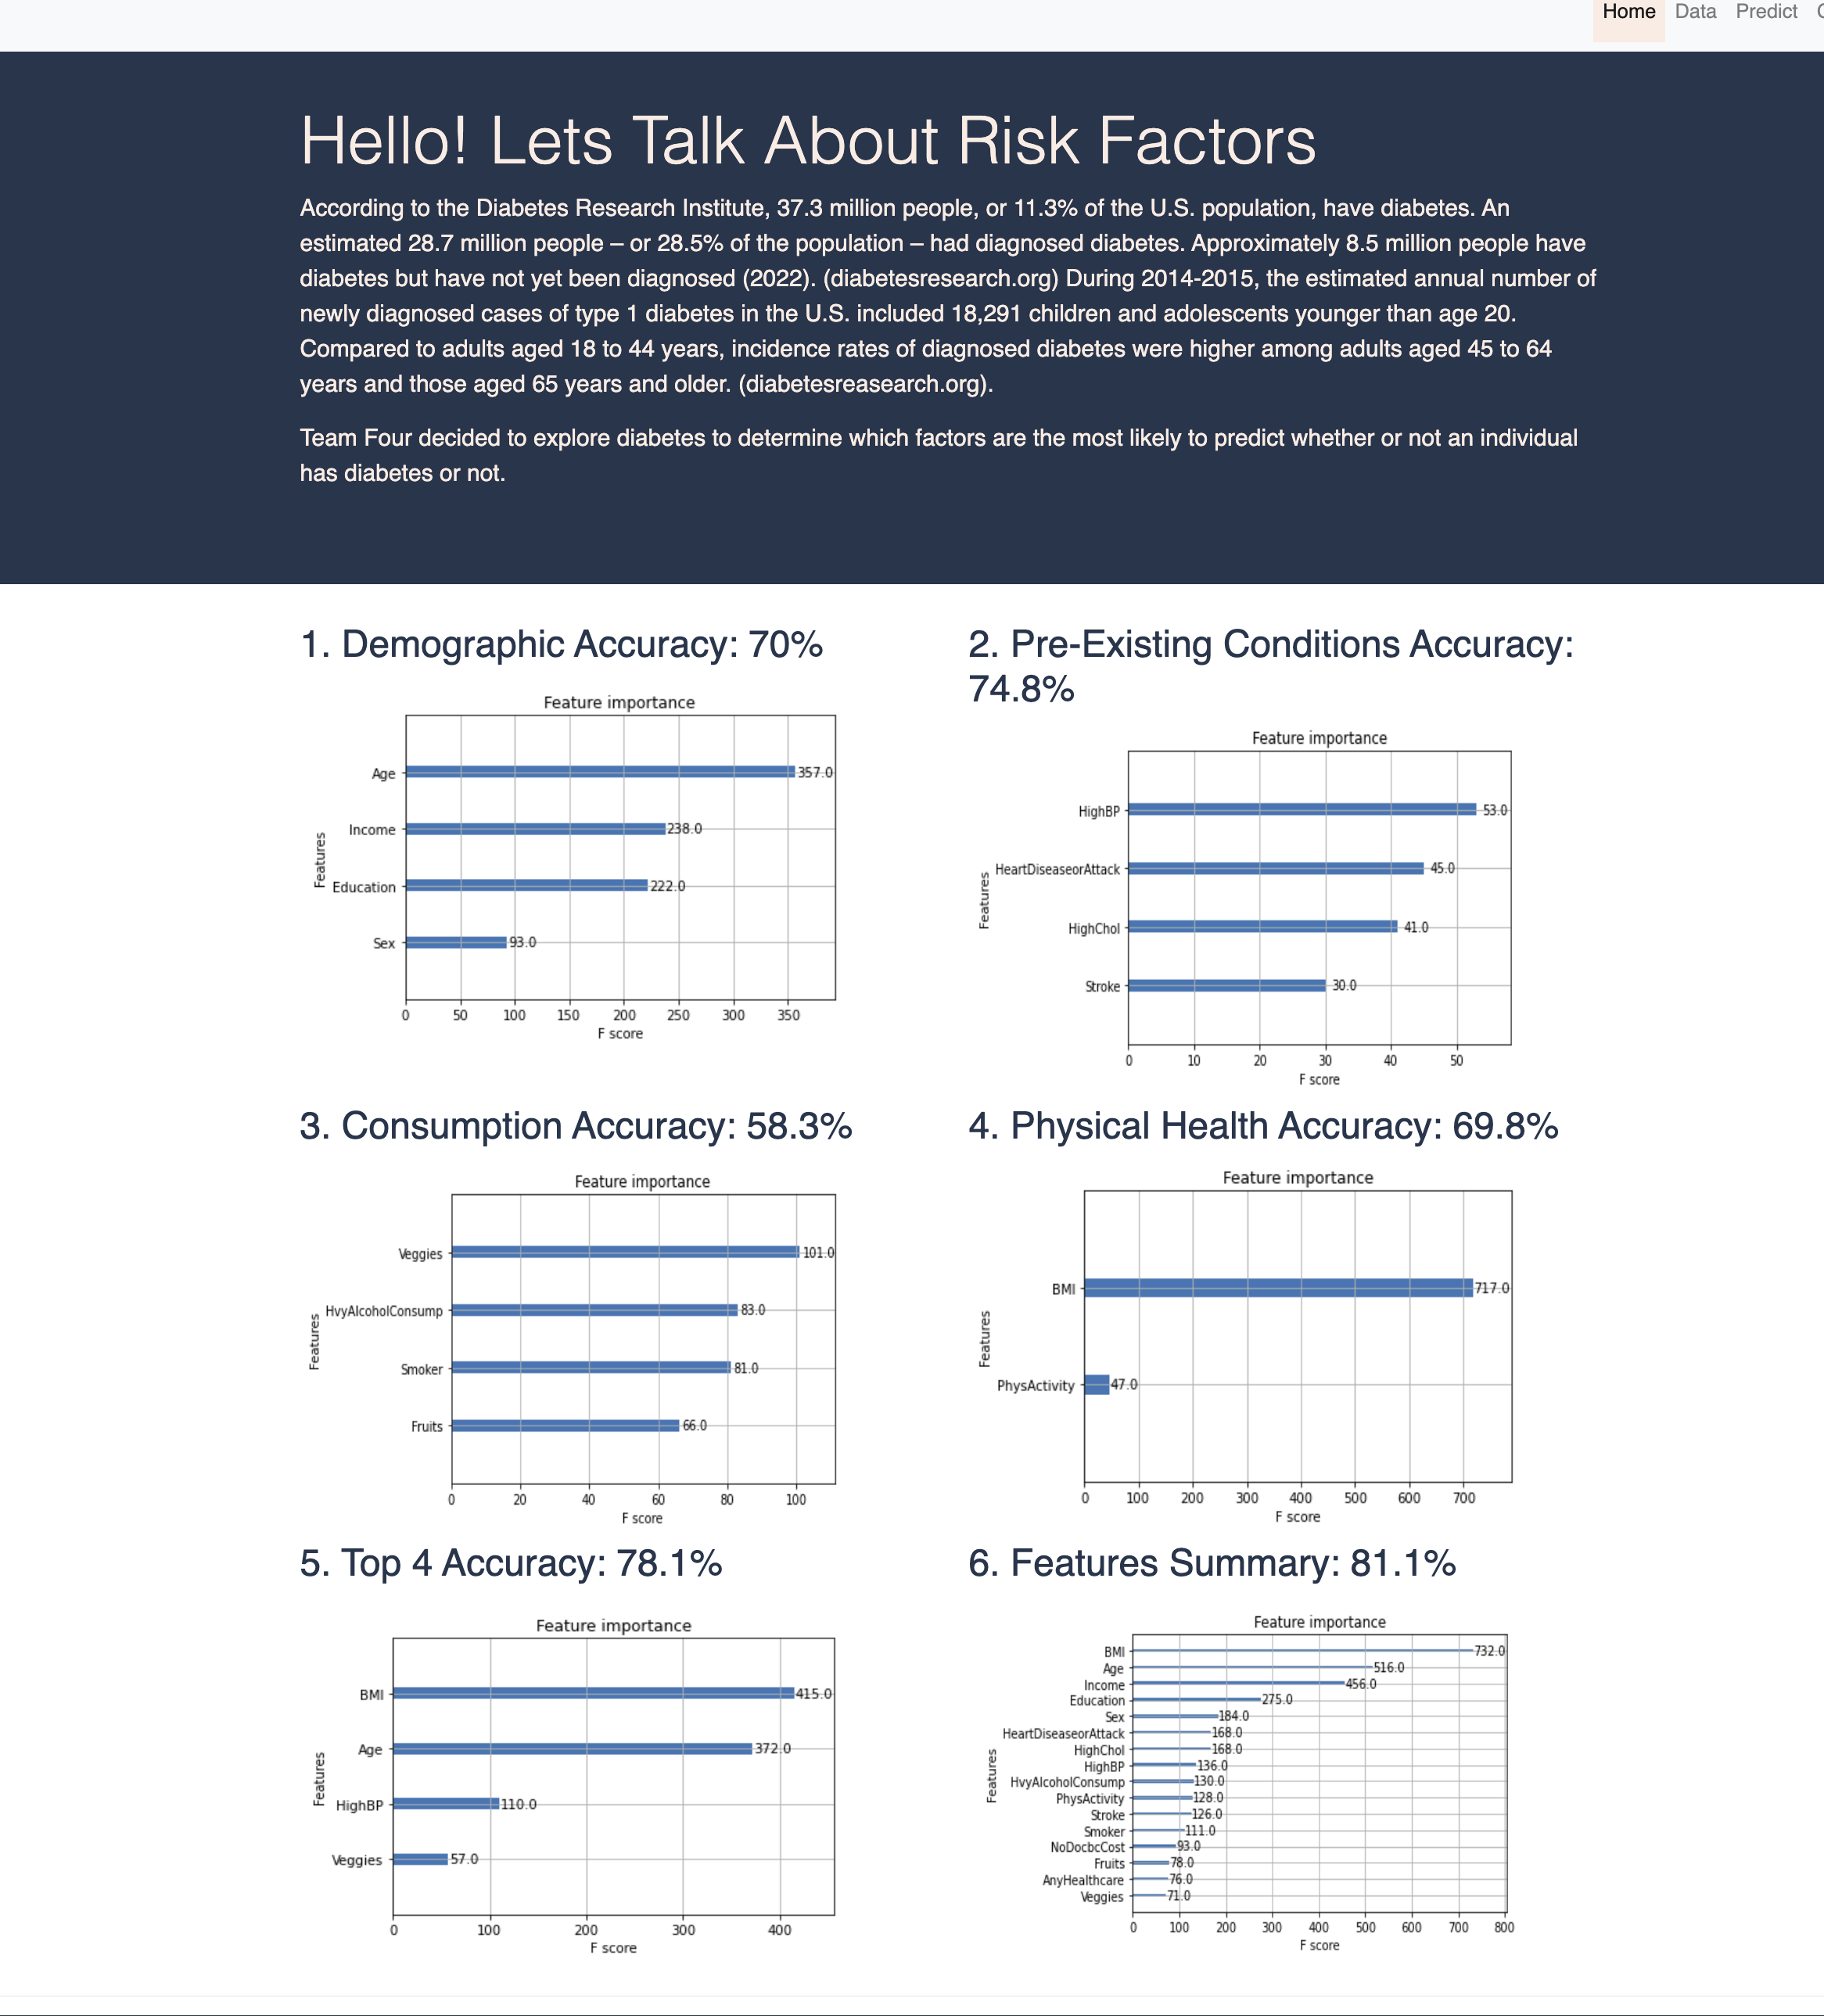 Home Data Predict
Hello! Lets Talk About Risk Factors
According to the Diabetes Research Institute, 37.3 million people, or 11.3% of the U.S. population, have diabetes. An
estimated 28.7 million people – or 28.5% of the population – had diagnosed diabetes. Approximately 8.5 million people have
diabetes but have not yet been diagnosed (2022). (diabetesresearch.org) During 2014-2015, the estimated annual number of
newly diagnosed cases of type 1 diabetes in the U.S. included 18,291 children and adolescents younger than age 20.
Compared to adults aged 18 to 44 years, incidence rates of diagnosed diabetes were higher among adults aged 45 to 64
years and those aged 65 years and older. (diabetesreasearch.org).
Team Four decided to explore diabetes to determine which factors are the most likely to predict whether or not an individual
has diabetes or not.
1. Demographic Accuracy: 70%
Feature importance
Features
Age 357.0
Income 238.0
Education 222.0
Sex 93.0
0 50 100 150 200 250 300 350
F score
2. Pre-Existing Conditions Accuracy:
74.8%
Feature importance
Features
HighBP 53.0
HeartDiseaseorAttack 45.0
HighChol 41.0
Stroke 30.0
0 10 20 30 40 50
F score
3. Consumption Accuracy: 58.3%
Feature importance
Features
Veggies 101.0
HvyAlcoholConsump 83.0
Smoker 81.0
Fruits 66.0
0 20 40 60 80 100
F score
4. Physical Health Accuracy: 69.8%
Feature importance
Features
BMI 717.0
PhysActivity 47.0
0 100 200 300 400 500 600 700
F score
5. Top 4 Accuracy: 78.1%
Feature importance
Features
BMI 415.0
Age 372.0
HighBP 110.0
Veggies 57.0
0 100 200 300 400
F score
6. Features Summary: 81.1%
Feature importance
Features
BMI 732.0
Age 516.0
Income 456.0
Education 275.0
Sex 184.0
HeartDiseaseorAttack 168.0
HighChol 168.0
HighBP 136.0
HvyAlcoholConsump 130.0
PhysActivity 128.0
Stroke 126.0
Smoker 111.0
NoDocbcCost 93.0
Fruits 78.0
AnyHealthcare 76.0
Veggies 71.0
0 100 200 300 400 500 600 700 800
F score